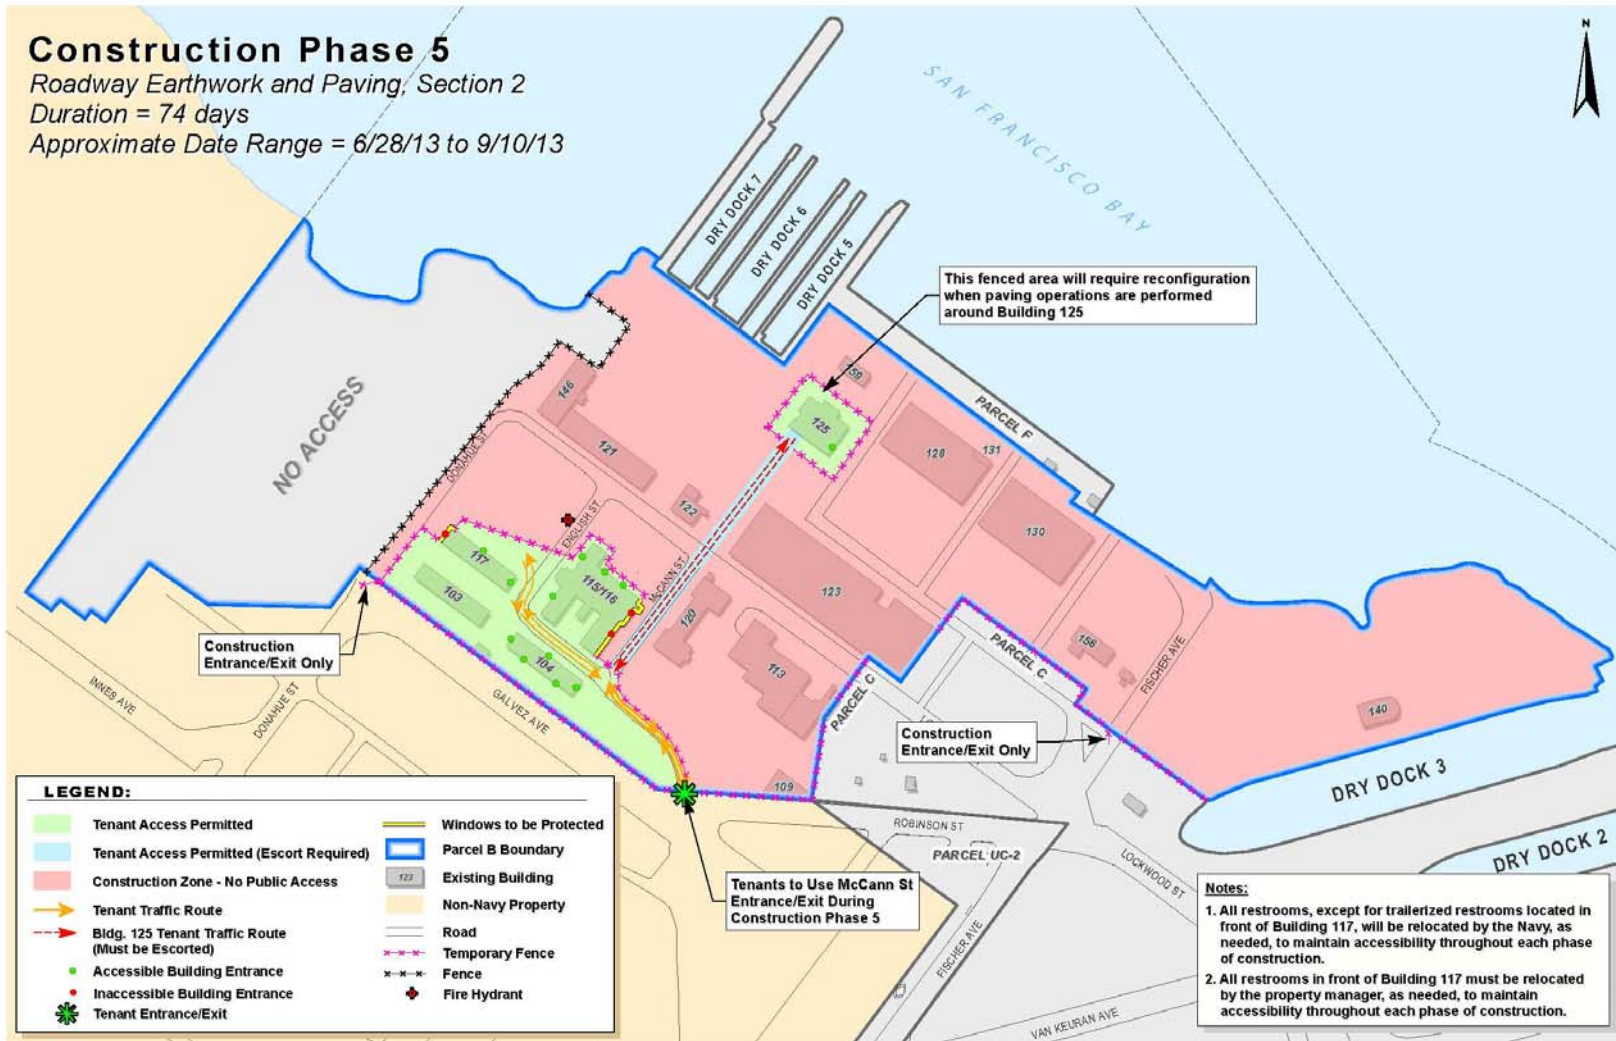 Construction Phase 5
Roadway Earthwork and Paving, Section 2
Duration = 74 days
Approximate Date Range = 6/28/13 to 9/10/13
N
SAN FRANCISCO BAY
DRY DOCK 7
DRY DOCK 6
DRY DOCK 5
This fenced area will require reconfiguration
when paving operations are performed
around Building 125
NO ACCESS
146
59
125
PARCEL F
DONAHUE ST
121
128
131
122
ENGLISH ST
130
117
115/116
McCANN ST
103
123
120
104
113
156
PARCEL C
FISCHER AVE
Construction
Entrance/Exit Only
INNES AVE
DONAHUE ST
GALVEZ AVE
PARCEL C
140
Construction
Entrance/Exit Only
109
DRY DOCK 3
ROBINSON ST
PARCEL UC-2
LOCKWOOD ST
DRY DOCK 2
Tenants to Use McCann St
Entrance/Exit During
Construction Phase 5
FISCHER AVE
VAN KEURAN AVE
LEGEND:
Tenant Access Permitted
Tenant Access Permitted (Escort Required)
Construction Zone - No Public Access
Tenant Traffic Route
Bldg. 125 Tenant Traffic Route
(Must be Escorted)
Accessible Building Entrance
Inaccessible Building Entrance
Tenant Entrance/Exit
Windows to be Protected
Parcel B Boundary
123 Existing Building
Non-Navy Property
Road
Temporary Fence
Fence
Fire Hydrant
Notes:
1. All restrooms, except for trailerized restrooms located in
front of Building 117, will be relocated by the Navy, as
needed, to maintain accessibility throughout each phase
of construction.
2. All restrooms in front of Building 117 must be relocated
by the property manager, as needed, to maintain
accessibility throughout each phase of construction.